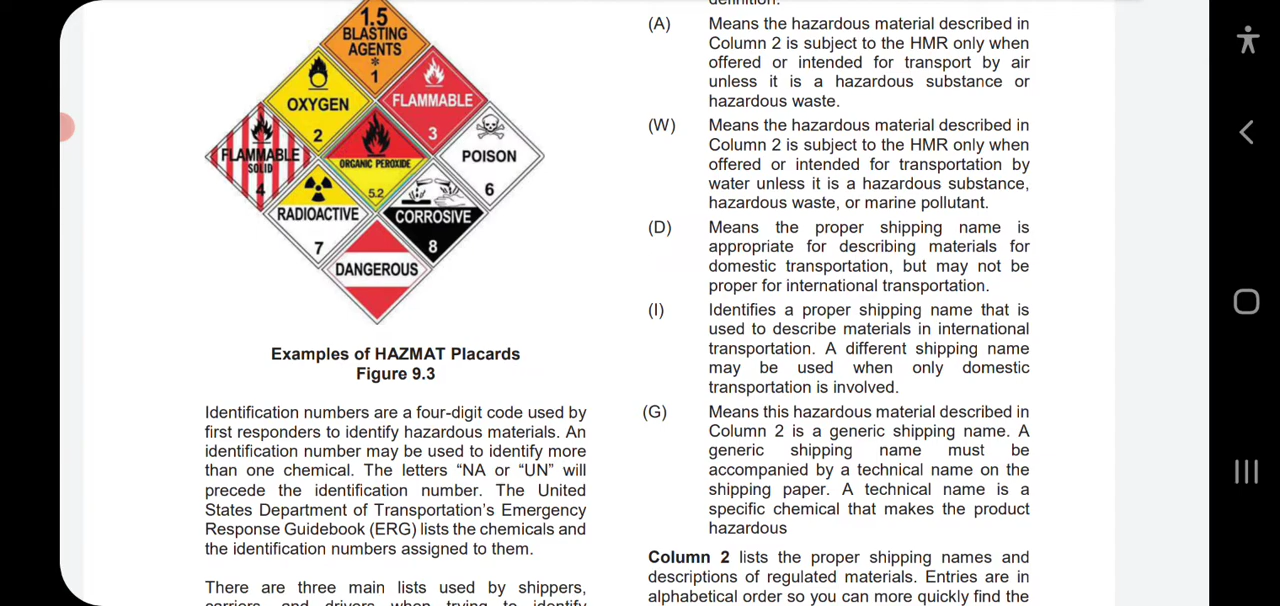 1.5
BLASTING
AGENTS
*
1
OXYGEN
2
FLAMMABLE
3
FLAMMABLE
SOLID
4
ORGANIC PEROXIDE
5.2
POISON
6
RADIOACTIVE
7
CORROSIVE
8
DANGEROUS
Examples of HAZMAT Placards
Figure 9.3
Identification numbers are a four-digit code used by
first responders to identify hazardous materials. An
identification number may be used to identify more
than one chemical. The letters “NA or “UN” will
precede the identification number. The United
States Department of Transportation’s Emergency
Response Guidebook (ERG) lists the chemicals and
the identification numbers assigned to them.
There are three main lists used by shippers,
carriers, and drivers when trying to identify
definition.
(A) Means the hazardous material described in
Column 2 is subject to the HMR only when
offered or intended for transport by air
unless it is a hazardous substance or
hazardous waste.
(W) Means the hazardous material described in
Column 2 is subject to the HMR only when
offered or intended for transportation by
water unless it is a hazardous substance,
hazardous waste, or marine pollutant.
(D) Means the proper shipping name is
appropriate for describing materials for
domestic transportation, but may not be
proper for international transportation.
(I) Identifies a proper shipping name that is
used to describe materials in international
transportation. A different shipping name
may be used when only domestic
transportation is involved.
(G) Means this hazardous material described in
Column 2 is a generic shipping name. A
generic shipping name must be
accompanied by a technical name on the
shipping paper. A technical name is a
specific chemical that makes the product
hazardous
Column 2 lists the proper shipping names and
descriptions of regulated materials. Entries are in
alphabetical order so you can more quickly find the